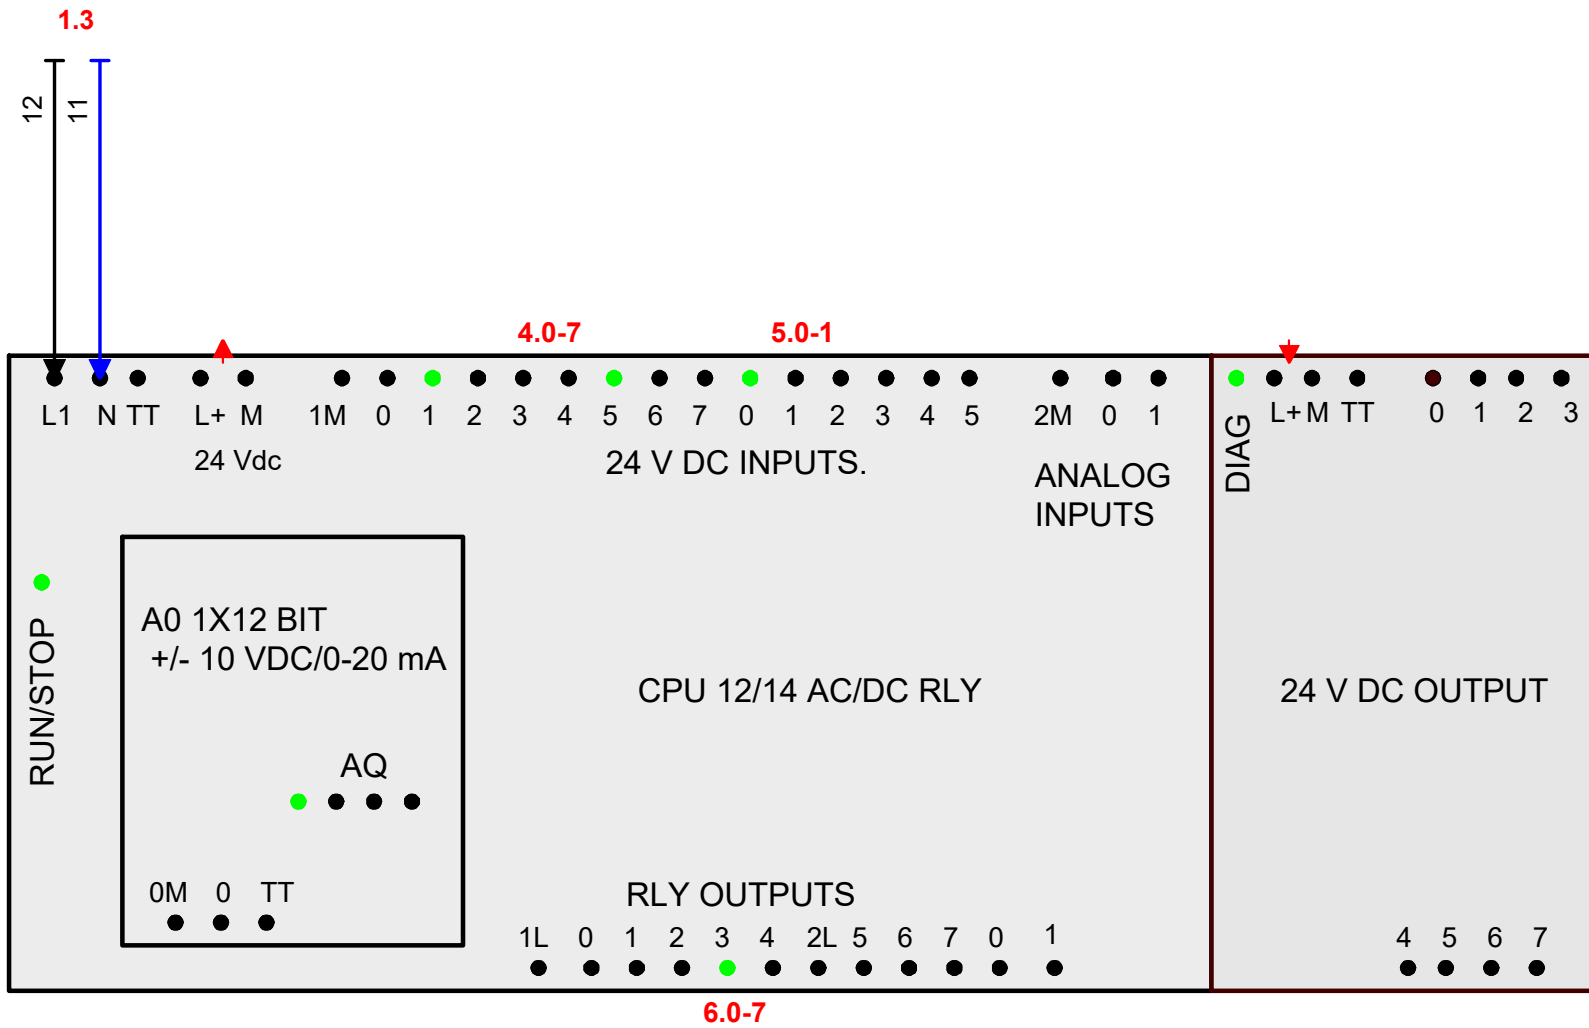 1.3
12
11
4.0-7
5.0-1
L1 N TT L+ M 1M 0 1 2 3 4 5 6 7 0 1 2 3 4 5 2M 0 1 L+ M TT 0 1 2 3
24 Vdc
24 V DC INPUTS.
ANALOG
INPUTS
DIAG
RUN/STOP
A0 1X12 BIT
+/- 10 VDC/0-20 mA
CPU 12/14 AC/DC RLY
24 V DC OUTPUT
AQ
0M 0 TT
RLY OUTPUTS
1L 0 1 2 3 4 2L 5 6 7 0 1
4 5 6 7
6.0-7